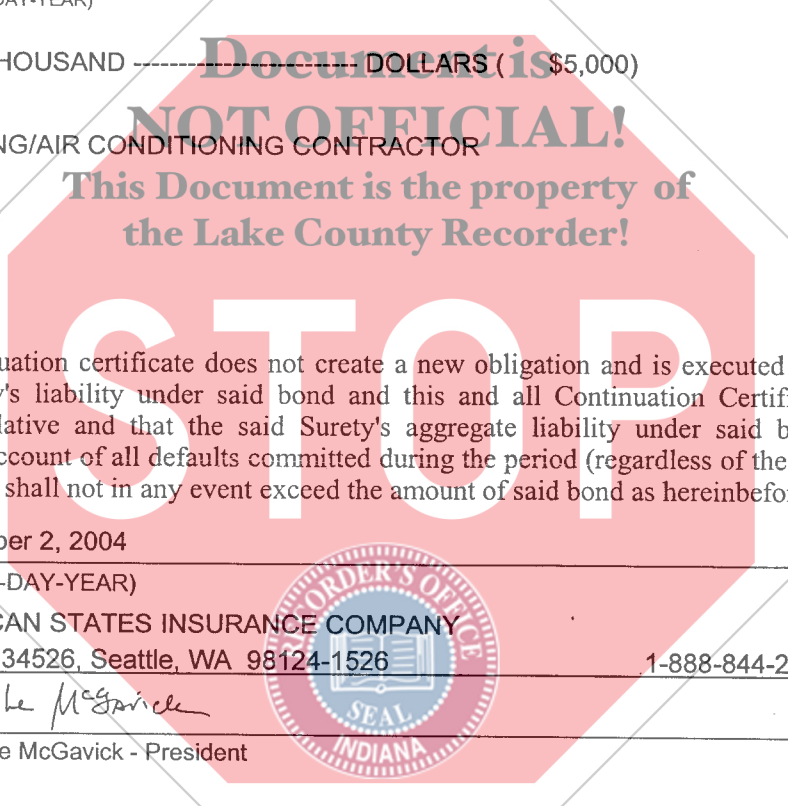 DAY-YEAR)
HOUSAND ------------------------ DOLLARS ( $5,000)
Document is
NOT OFFICIAL!
NG/AIR CONDITIONING CONTRACTOR
This Document is the property of
the Lake County Recorder!
STOP
uation certificate does not create a new obligation and is executed
y's liability under said bond and this and all Continuation Certif
lative and that the said Surety's aggregate liability under said b
ccount of all defaults committed during the period (regardless of the
shall not in any event exceed the amount of said bond as hereinbefor
ber 2, 2004
-DAY-YEAR)
CAN STATES INSURANCE COMPANY
34526, Seattle, WA 98124-1526 1-888-844-2
ke McGavick
e McGavick - President
RECORDER'S OFFICE
SEAL
INDIANA